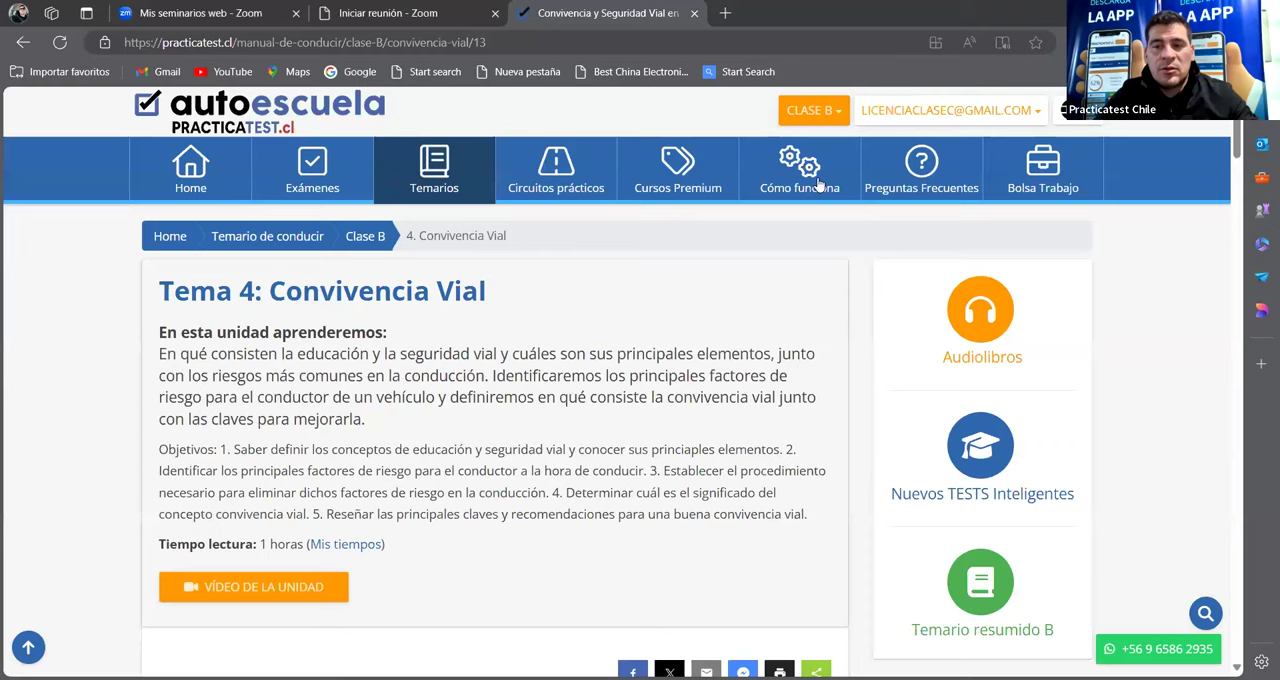 Mis seminarios web - Zoom
Iniciar reunión - Zoom
Convivencia y Seguridad Vial en
https://practicatest.cl/manual-de-conducir/clase-B/convivencia-vial/13
Importar favoritos
Gmail
YouTube
Maps
Google
Start search
Nueva pestaña
Best China Electroni...
Start Search
LA APP
LA APP
Practicatest Chile
autoescuela
PRACTICATEST.cl
CLASE B
LICENCIACLASEC@GMAIL.COM
Home
Exámenes
Temarios
Circuitos prácticos
Cursos Premium
Cómo funciona
Preguntas Frecuentes
Bolsa Trabajo
Home
Temario de conducir
Clase B
4. Convivencia Vial
Tema 4: Convivencia Vial
En esta unidad aprenderemos:
En qué consisten la educación y la seguridad vial y cuáles son sus principales elementos, junto
con los riesgos más comunes en la conducción. Identificaremos los principales factores de
riesgo para el conductor de un vehículo y definiremos en qué consiste la convivencia vial junto
con las claves para mejorarla.
Objetivos: 1. Saber definir los conceptos de educación y seguridad vial y conocer sus princiaples elementos. 2.
Identificar los principales factores de riesgo para el conductor a la hora de conducir. 3. Establecer el procedimiento
necesario para eliminar dichos factores de riesgo en la conducción. 4. Determinar cuál es el significado del
concepto convivencia vial. 5. Reseñar las principales claves y recomendaciones para una buena convivencia vial.
Tiempo lectura: 1 horas (Mis tiempos)
VÍDEO DE LA UNIDAD
Audiolibros
Nuevos TESTS Inteligentes
Temario resumido B
+56 9 6586 2935